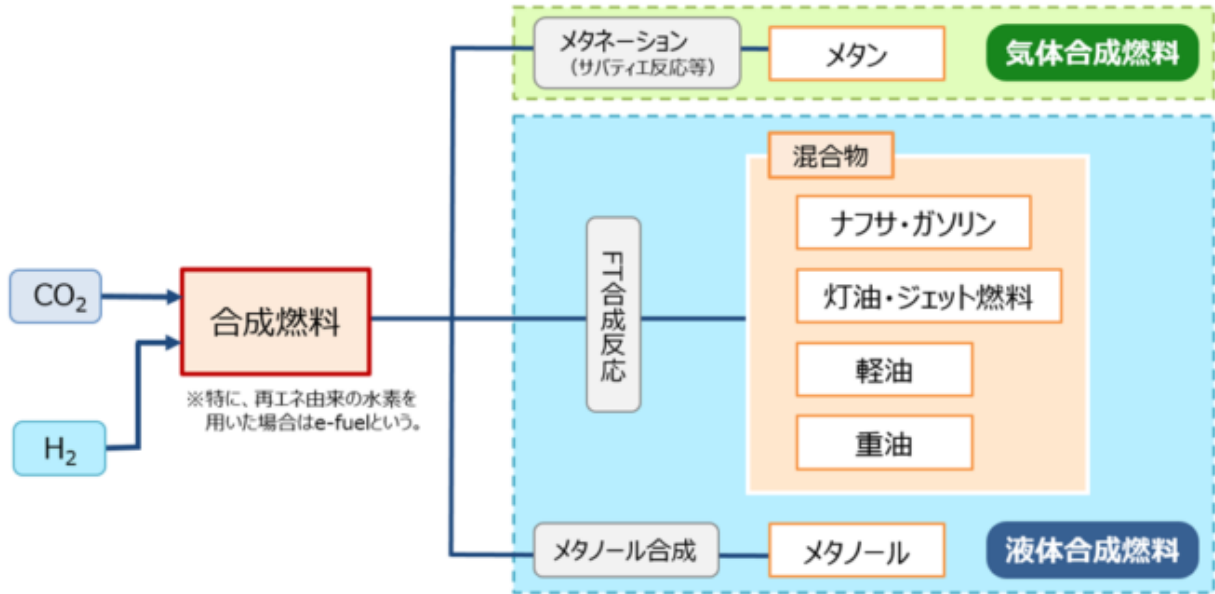 メタネーション
（サバティエ反応等）
メタン
気体合成燃料
混合物
ナフサ・ガソリン
灯油・ジェット燃料
軽油
重油
FT合成反応
CO₂
合成燃料
※特に、再エネ由来の水素を
用いた場合はe-fuelという。
H₂
メタノール合成
メタノール
液体合成燃料